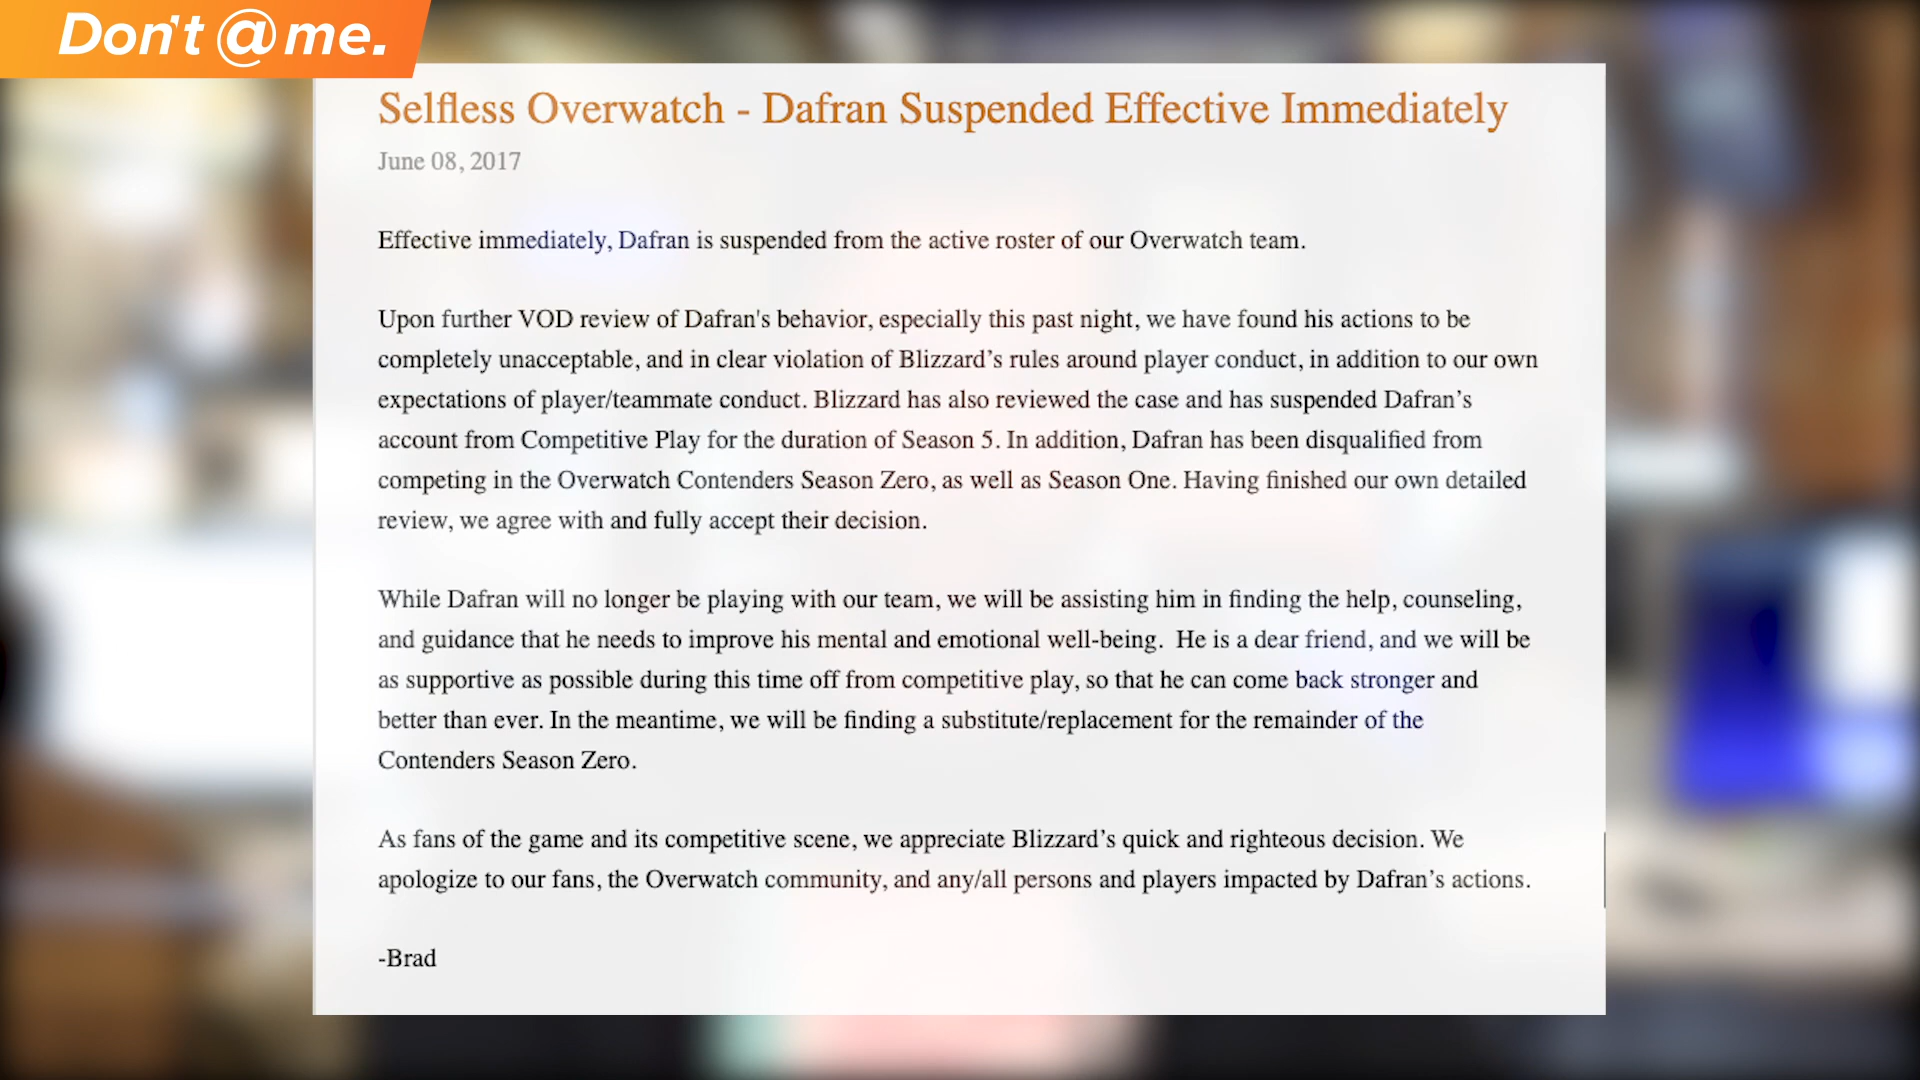 Don't @ me.
Selfless Overwatch - Dafran Suspended Effective Immediately
June 08, 2017
Effective immediately, Dafran is suspended from the active roster of our Overwatch team.
Upon further VOD review of Dafran's behavior, especially this past night, we have found his actions to be
completely unacceptable, and in clear violation of Blizzard’s rules around player conduct, in addition to our own
expectations of player/teammate conduct. Blizzard has also reviewed the case and has suspended Dafran’s
account from Competitive Play for the duration of Season 5. In addition, Dafran has been disqualified from
competing in the Overwatch Contenders Season Zero, as well as Season One. Having finished our own detailed
review, we agree with and fully accept their decision.
While Dafran will no longer be playing with our team, we will be assisting him in finding the help, counseling,
and guidance that he needs to improve his mental and emotional well-being.  He is a dear friend, and we will be
as supportive as possible during this time off from competitive play, so that he can come back stronger and
better than ever. In the meantime, we will be finding a substitute/replacement for the remainder of the
Contenders Season Zero.
As fans of the game and its competitive scene, we appreciate Blizzard’s quick and righteous decision. We
apologize to our fans, the Overwatch community, and any/all persons and players impacted by Dafran’s actions.
-Brad